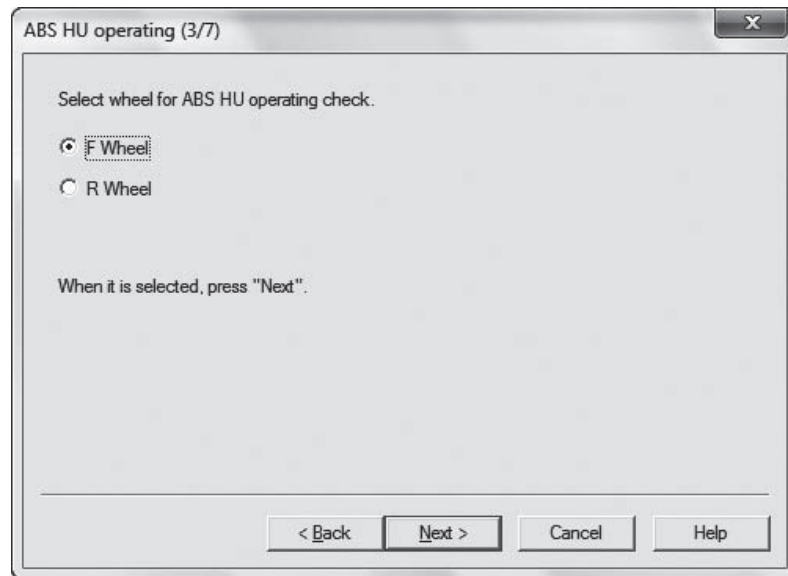 ABS HU operating (3/7)
X
Select wheel for ABS HU operating check.
F Wheel
R Wheel
When it is selected, press "Next".
< Back Next > Cancel Help